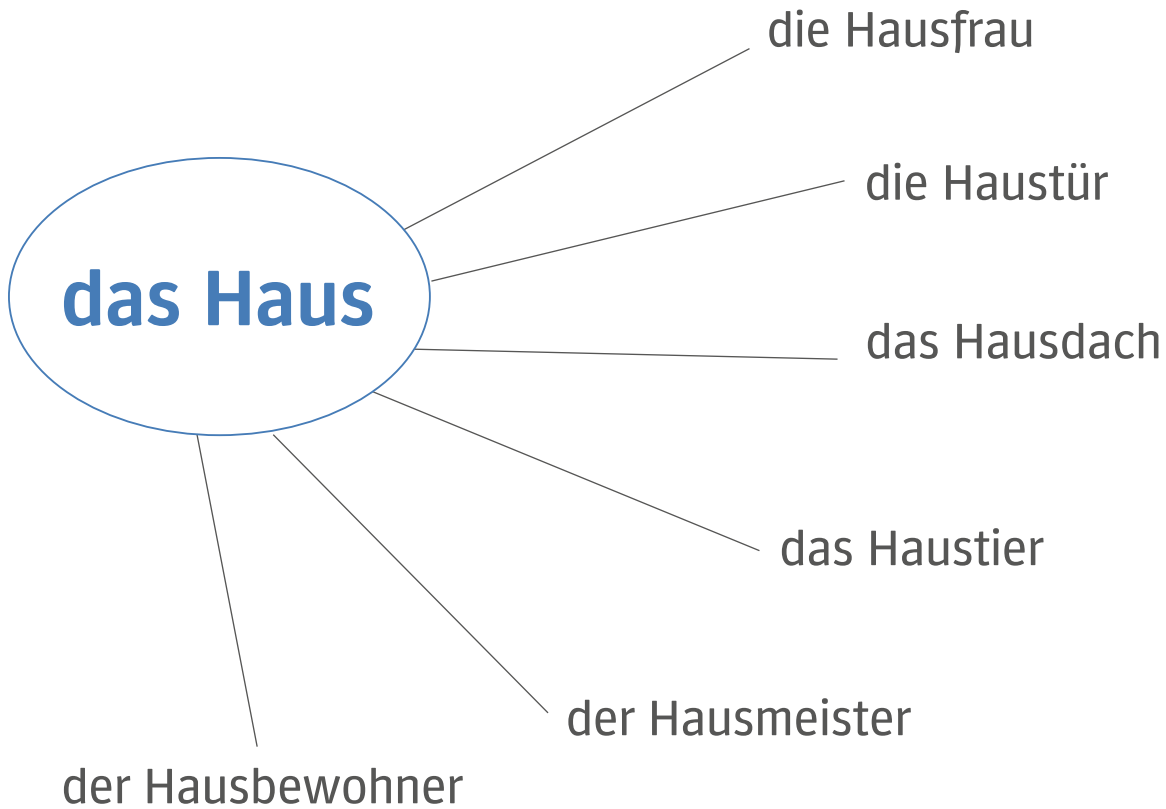 die Hausfrau
die Haustür
das Haus
das Hausdach
das Haustier
der Hausmeister
der Hausbewohner